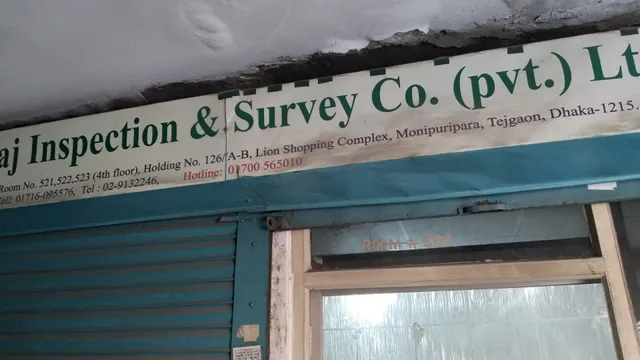 aj Inspection & Survey Co. (pvt.) Lt
Room No. 521,522,523 (4th floor), Holding No. 126/A-B, Lion Shopping Complex, Monipuripara, Tejgaon, Dhaka-1215.
Cell: 01716-095576, Tel : 02-9132246, Hotline: 01700 565010
ROOM #